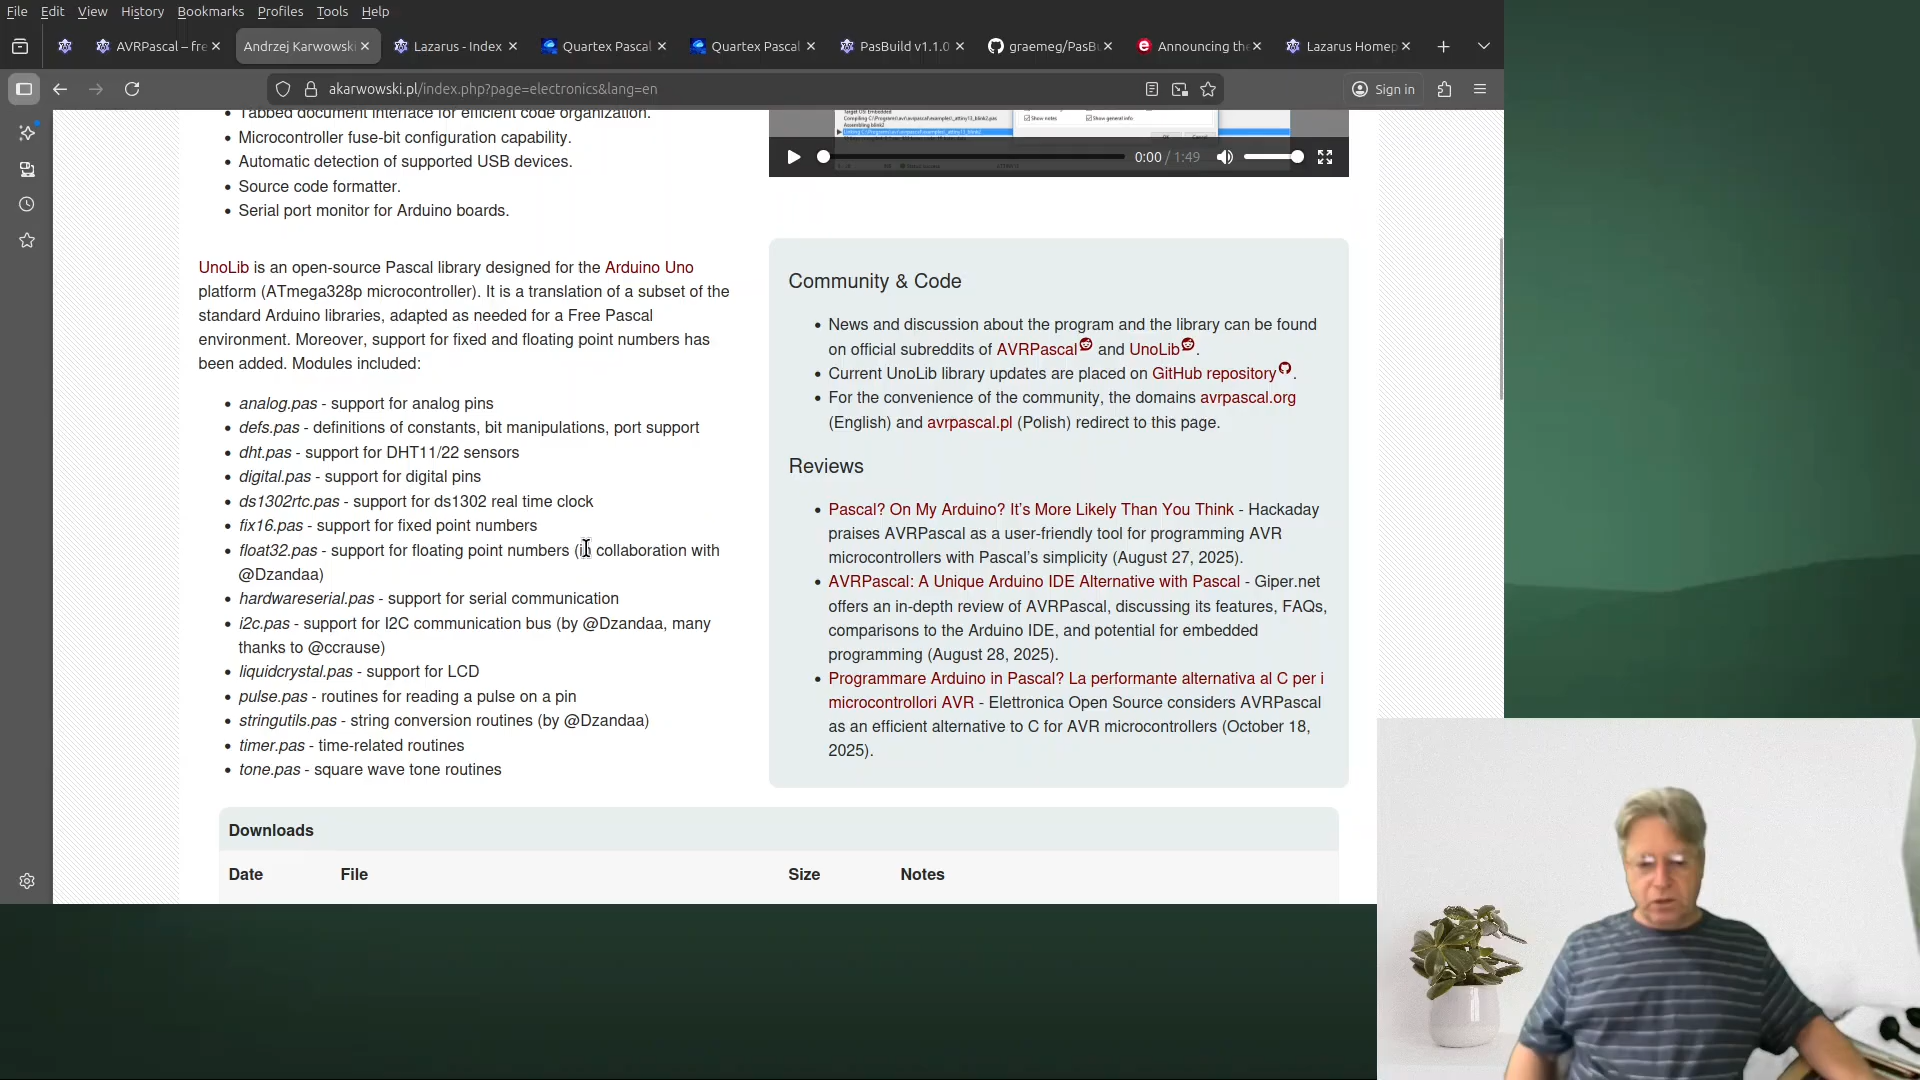 File Edit View History Bookmarks Profiles Tools Help
AVRPascal – fre
Andrzej Karwowski
Lazarus - Index
Quartex Pascal
Quartex Pascal
PasBuild v1.1.0
graemeg/PasBu
Announcing the
Lazarus Homep
akarwowski.pl/index.php?page=electronics&lang=en
Sign in
Tabbed document interface for efficient code organization.
Microcontroller fuse-bit configuration capability.
Automatic detection of supported USB devices.
Source code formatter.
Serial port monitor for Arduino boards.
UnoLib is an open-source Pascal library designed for the Arduino Uno
platform (ATmega328p microcontroller). It is a translation of a subset of the
standard Arduino libraries, adapted as needed for a Free Pascal
environment. Moreover, support for fixed and floating point numbers has
been added. Modules included:
analog.pas - support for analog pins
defs.pas - definitions of constants, bit manipulations, port support
dht.pas - support for DHT11/22 sensors
digital.pas - support for digital pins
ds1302rtc.pas - support for ds1302 real time clock
fix16.pas - support for fixed point numbers
float32.pas - support for floating point numbers (in collaboration with
@Dzandaa)
hardwareserial.pas - support for serial communication
i2c.pas - support for I2C communication bus (by @Dzandaa, many
thanks to @ccrause)
liquidcrystal.pas - support for LCD
pulse.pas - routines for reading a pulse on a pin
stringutils.pas - string conversion routines (by @Dzandaa)
timer.pas - time-related routines
tone.pas - square wave tone routines
Show notes
Show general info
Assembling blink2
0:00 / 1:49
Community & Code
News and discussion about the program and the library can be found
on official subreddits of AVRPascal and UnoLib.
Current UnoLib library updates are placed on GitHub repository.
For the convenience of the community, the domains avrpascal.org
(English) and avrpascal.pl (Polish) redirect to this page.
Reviews
Pascal? On My Arduino? It's More Likely Than You Think - Hackaday
praises AVRPascal as a user-friendly tool for programming AVR
microcontrollers with Pascal's simplicity (August 27, 2025).
AVRPascal: A Unique Arduino IDE Alternative with Pascal - Giper.net
offers an in-depth review of AVRPascal, discussing its features, FAQs,
comparisons to the Arduino IDE, and potential for embedded
programming (August 28, 2025).
Programmare Arduino in Pascal? La performante alternativa al C per i
microcontrollori AVR - Elettronica Open Source considers AVRPascal
as an efficient alternative to C for AVR microcontrollers (October 18,
2025).
Downloads
Date File Size Notes